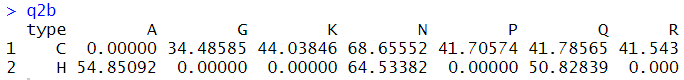 > q2b
  type        A        G        K        N        P        Q      R
1    C  0.00000 34.48585 44.03846 68.65552 41.70574 41.78565 41.543
2    H 54.85092  0.00000  0.00000 64.53382  0.00000 50.82839  0.000